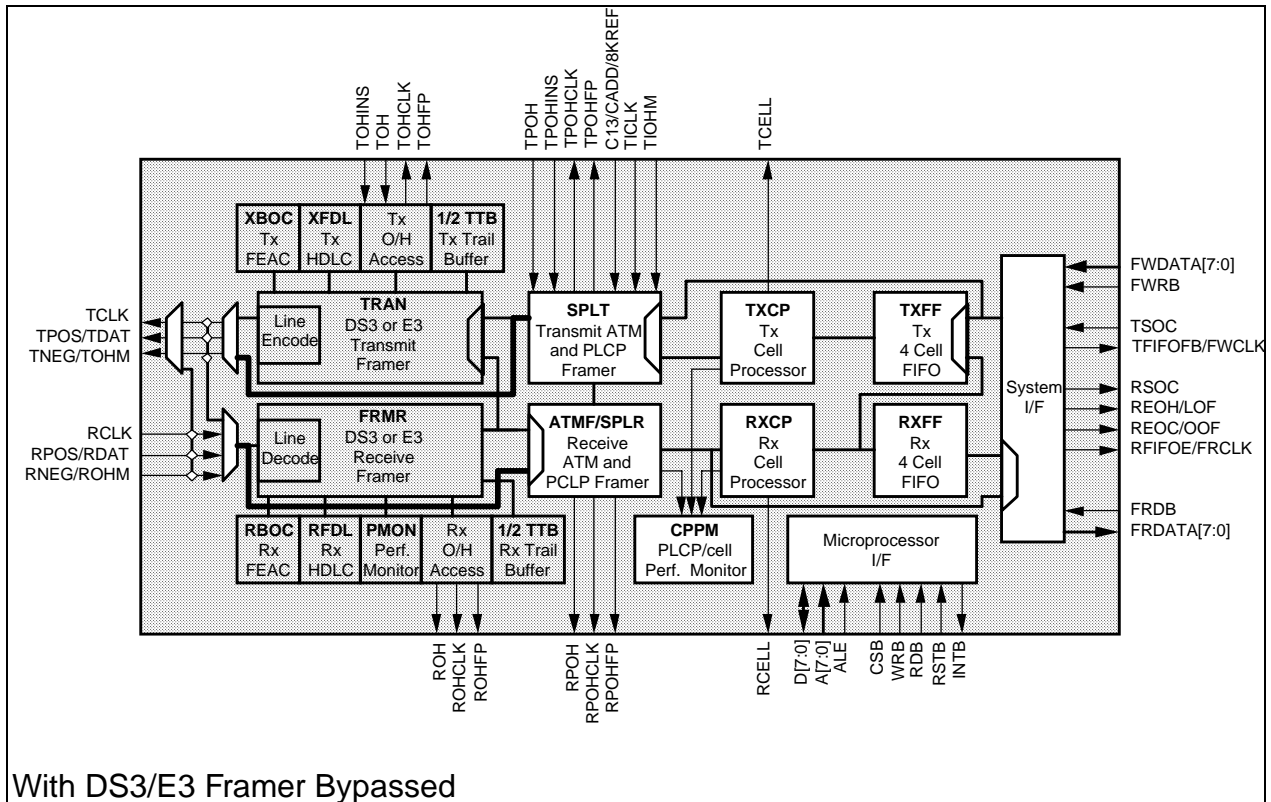 TOHINS
TOH
TOHCLK
TOHFP
TPOH
TPOHINS
TPOHCLK
TPOHFP
C13/CADD/8KREF
TICLK
TIOHM
TCELL
XBOC
Tx
FEAC
XFDL
Tx
HDLC
Tx
O/H
Access
1/2 TTB
Tx Trail
Buffer
TCLK
TPOS/TDAT
TNEG/TOHM
Line
Encode
TRAN
DS3 or E3
Transmit
Framer
SPLT
Transmit ATM
and PLCP
Framer
TXCP
Tx
Cell
Processor
TXFF
Tx
4 Cell
FIFO
System
I/F
FWDATA[7:0]
FWRB
TSOC
TFIFOFB/FWCLK
RSOC
REOH/LOF
REOC/OOF
RFIFOE/FRCLK
FRDB
FRDATA[7:0]
RCLK
RPOS/RDAT
RNEG/ROHM
Line
Decode
FRMR
DS3 or E3
Receive
Framer
ATMF/SPLR
Receive
ATM and
PCLP Framer
RXCP
Rx
Cell
Processor
RXFF
Rx
4 Cell
FIFO
RBOC
Rx
FEAC
RFDL
Rx
HDLC
PMON
Perf.
Monitor
Rx
O/H
Access
1/2 TTB
Rx Trail
Buffer
CPPM
PLCP/cell
Perf. Monitor
Microprocessor
I/F
ROH
ROHCLK
ROHFP
RPOH
RPOHCLK
RPOHFP
RCELL
D[7:0]
A[7:0]
ALE
CSB
WRB
RDB
RSTB
INTB
With DS3/E3 Framer Bypassed